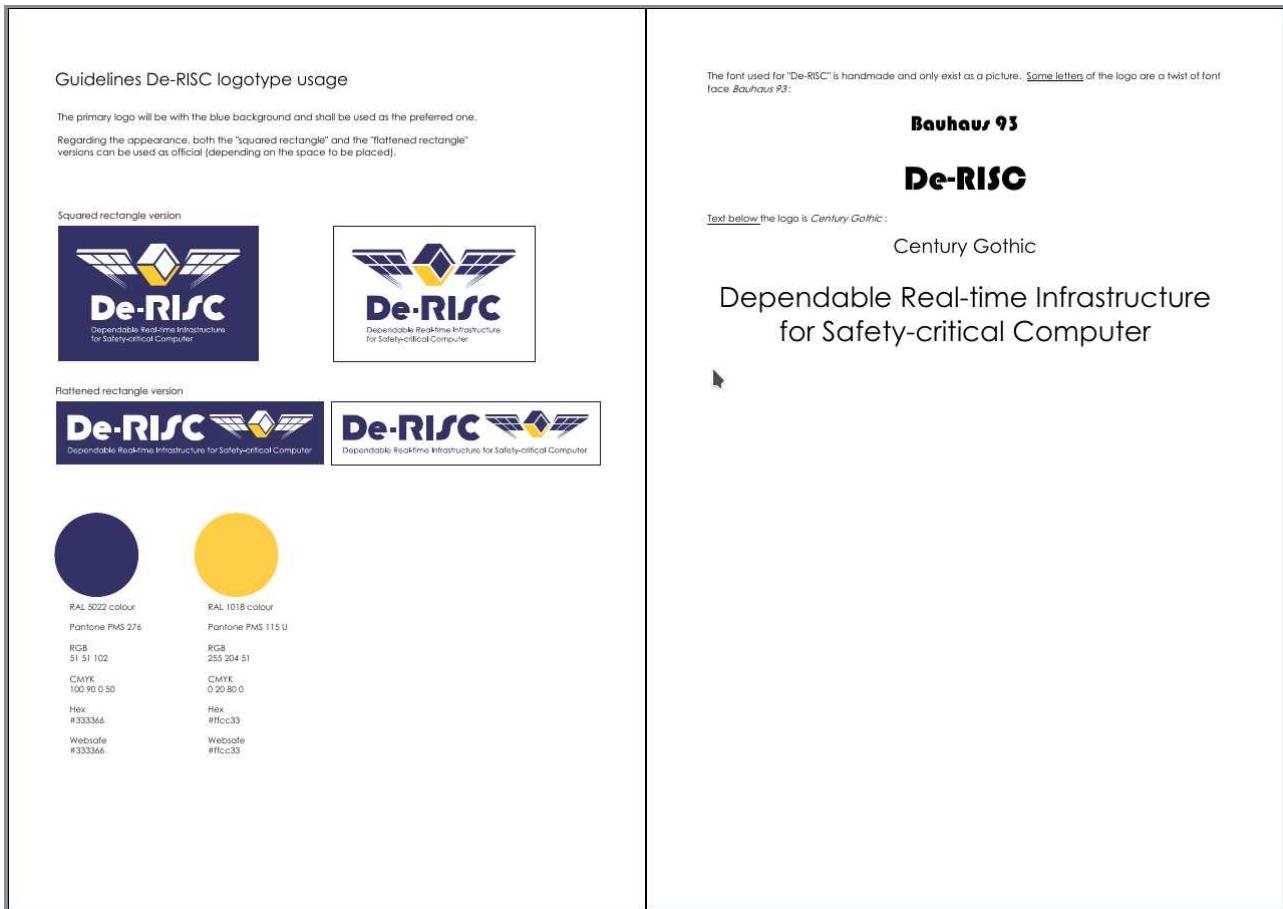 Guidelines De-RISC logotype usage
The primary logo will be with the blue background and shall be used as the preferred one.
Regarding the appearance, both the "squared rectangle" and the "flattened rectangle"
versions can be used as official (depending on the space to be placed).
Squared rectangle version
De-RISC
Dependable Real-time Infrastructure
for Safety-critical Computer
De-RISC
Dependable Real-time Infrastructure
for Safety-critical Computer
Flattened rectangle version
De-RISC
Dependable Real-time Infrastructure for Safety-critical Computer
De-RISC
Dependable Real-time Infrastructure for Safety-critical Computer
RAL 5022 colour
Pantone PMS 276
RGB
51 51 102
CMYK
100 90 0 50
Hex
#333366
Websafe
#333366
RAL 1018 colour
Pantone PMS 115 U
RGB
255 204 51
CMYK
0 20 80 0
Hex
#ffcc33
Websafe
#ffcc33
The font used for "De-RISC" is handmade and only exist as a picture. Some letters of the logo are a twist of font
face Bauhaus 93 :
Bauhaus 93
De-RISC
Text below the logo is Century Gothic :
Century Gothic
Dependable Real-time Infrastructure
for Safety-critical Computer